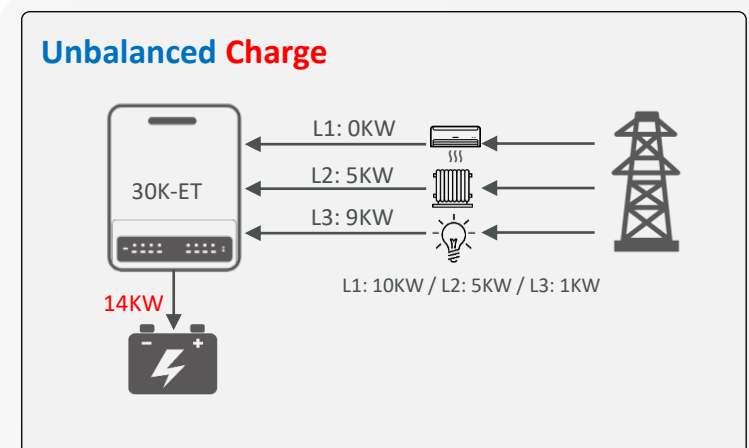 Unbalanced Charge
L1: 0KW
L2: 5KW
30K-ET
L3: 9KW
L1: 10KW / L2: 5KW / L3: 1KW
14KW